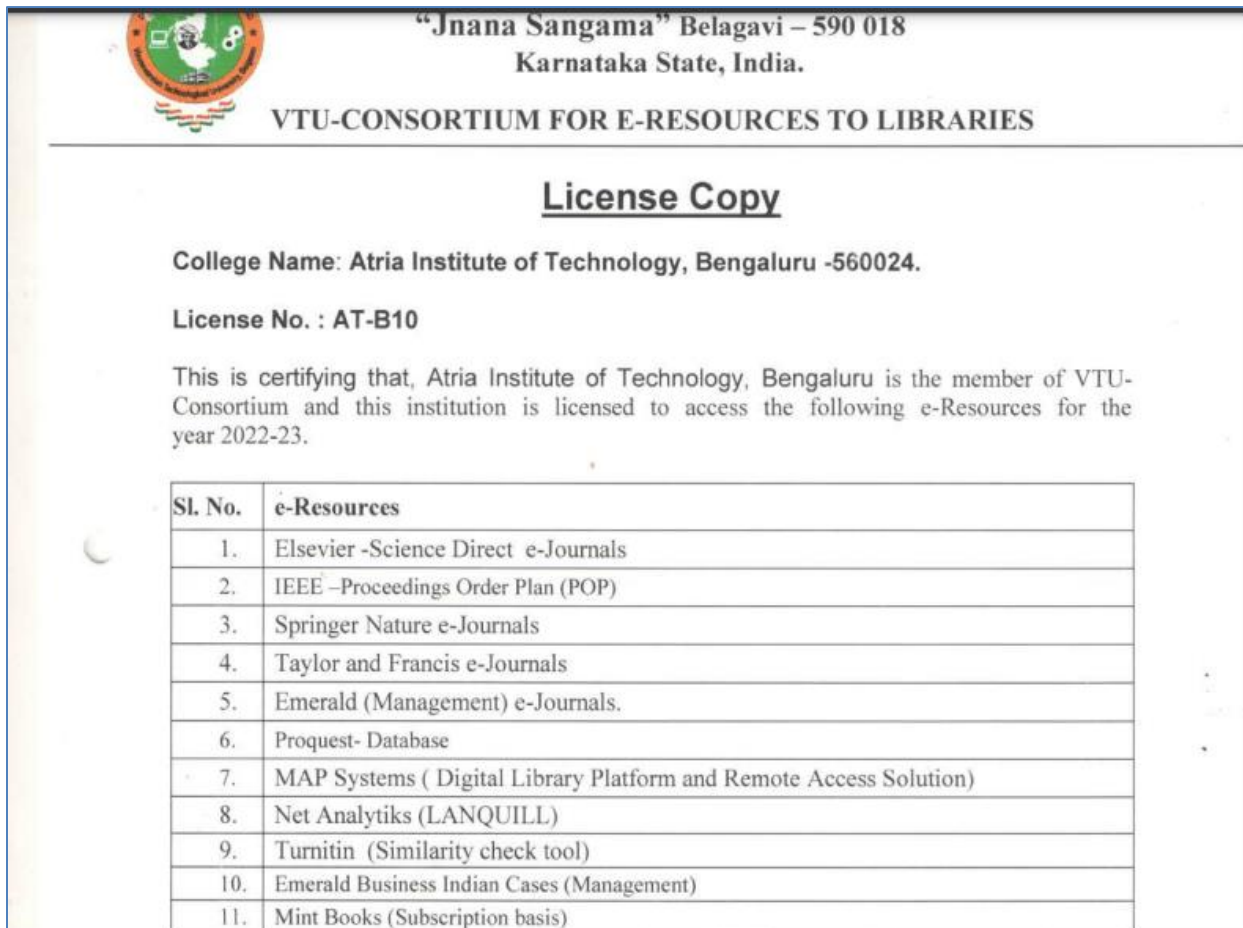 “Jnana Sangama” Belagavi – 590 018
Karnataka State, India.
VTU-CONSORTIUM FOR E-RESOURCES TO LIBRARIES
License Copy
College Name: Atria Institute of Technology, Bengaluru -560024.
License No. : AT-B10
This is certifying that, Atria Institute of Technology, Bengaluru is the member of VTU-
Consortium and this institution is licensed to access the following e-Resources for the
year 2022-23.
Sl. No. e-Resources
1. Elsevier -Science Direct e-Journals
2. IEEE –Proceedings Order Plan (POP)
3. Springer Nature e-Journals
4. Taylor and Francis e-Journals
5. Emerald (Management) e-Journals.
6. Proquest- Database
7. MAP Systems ( Digital Library Platform and Remote Access Solution)
8. Net Analytiks (LANQUILL)
9. Turnitin (Similarity check tool)
10. Emerald Business Indian Cases (Management)
11. Mint Books (Subscription basis)